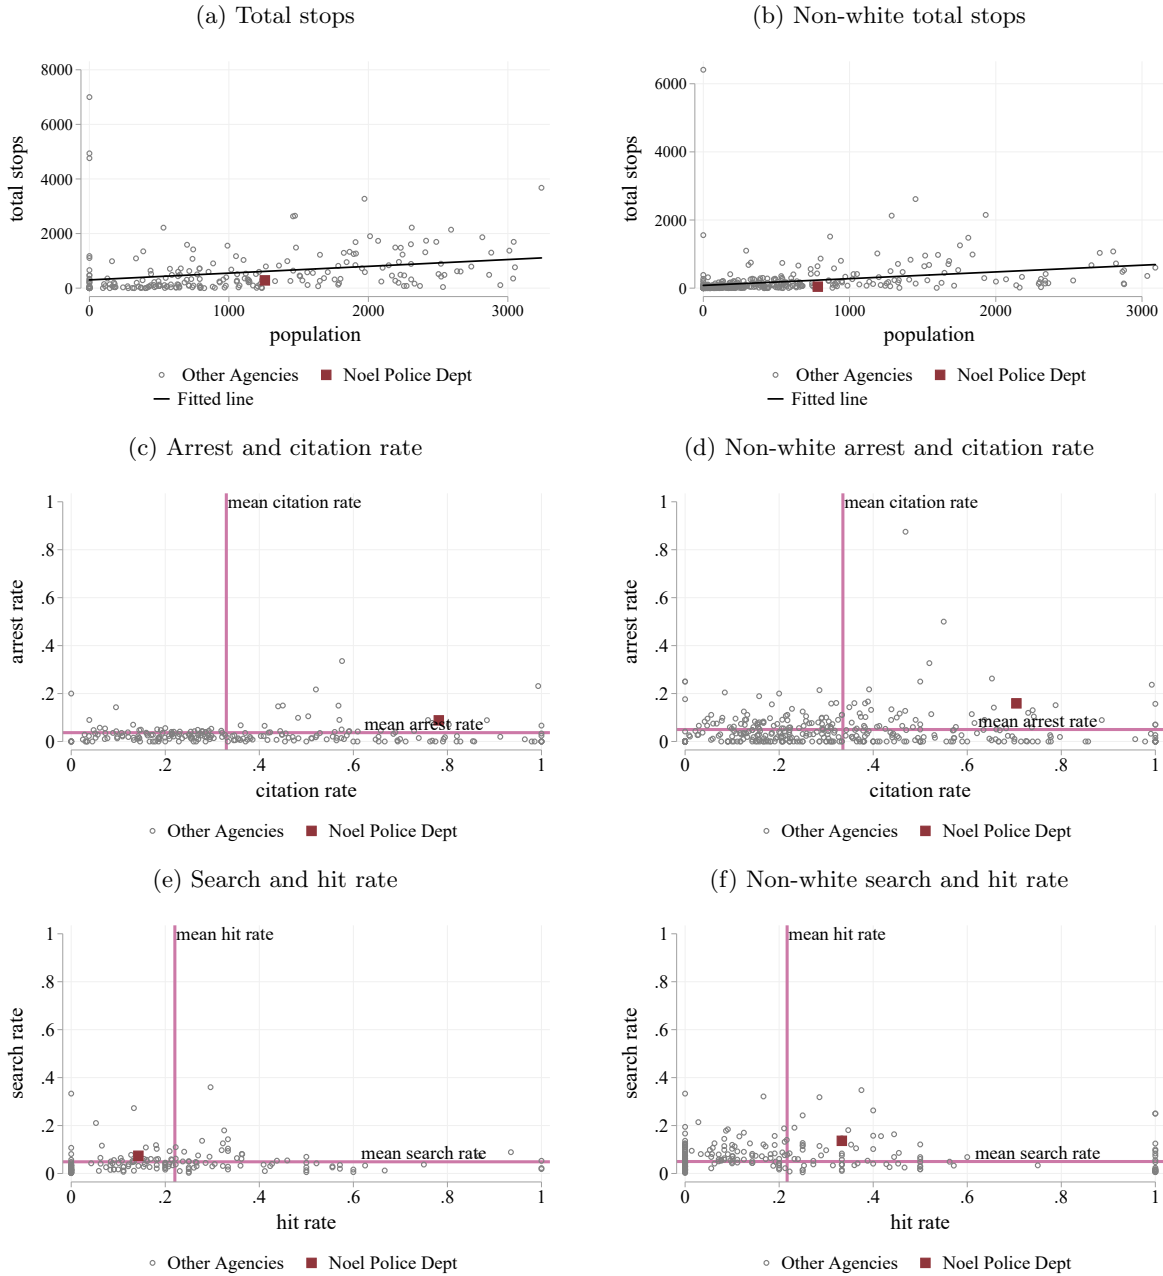 (a) Total stops
(b) Non-white total stops
8000
6000
4000
2000
0
total stops
0
1000
2000
3000
population
Other Agencies
Noel Police Dept
Fitted line
6000
4000
2000
0
total stops
0
1000
2000
3000
population
Other Agencies
Noel Police Dept
Fitted line
(c) Arrest and citation rate
(d) Non-white arrest and citation rate
1
.8
.6
.4
.2
0
arrest rate
mean citation rate
mean arrest rate
0
.2
.4
.6
.8
1
citation rate
Other Agencies
Noel Police Dept
1
.8
.6
.4
.2
0
arrest rate
mean citation rate
mean arrest rate
0
.2
.4
.6
.8
1
citation rate
Other Agencies
Noel Police Dept
(e) Search and hit rate
(f) Non-white search and hit rate
1
.8
.6
.4
.2
0
search rate
mean hit rate
mean search rate
0
.2
.4
.6
.8
1
hit rate
Other Agencies
Noel Police Dept
1
.8
.6
.4
.2
0
search rate
mean hit rate
mean search rate
0
.2
.4
.6
.8
1
hit rate
Other Agencies
Noel Police Dept